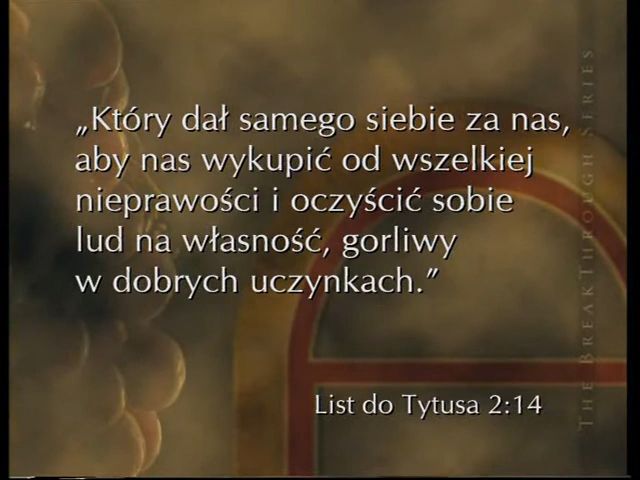 „Który dał samego siebie za nas,
aby nas wykupić od wszelkiej
nieprawości i oczyścić sobie
lud na własność, gorliwy
w dobrych uczynkach.”
List do Tytusa 2:14
THE BREAKTHROUGH SERIES